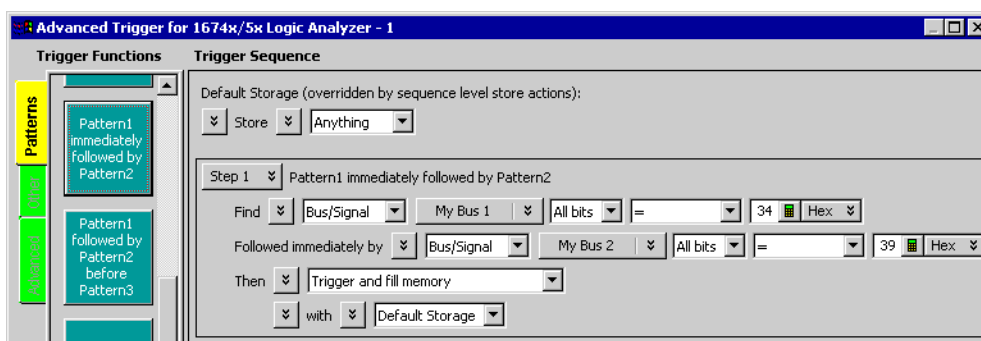 Advanced Trigger for 1674x/5x Logic Analyzer - 1
Trigger Functions
Trigger Sequence
Patterns
Other
Advanced
Pattern1
immediately
followed by
Pattern2
Pattern1
followed by
Pattern2
before
Pattern3
Default Storage (overridden by sequence level store actions):
Store Anything
Step 1 Pattern1 immediately followed by Pattern2
Find Bus/Signal My Bus 1 All bits = 34 Hex
Followed immediately by Bus/Signal My Bus 2 All bits = 39 Hex
Then Trigger and fill memory
with Default Storage